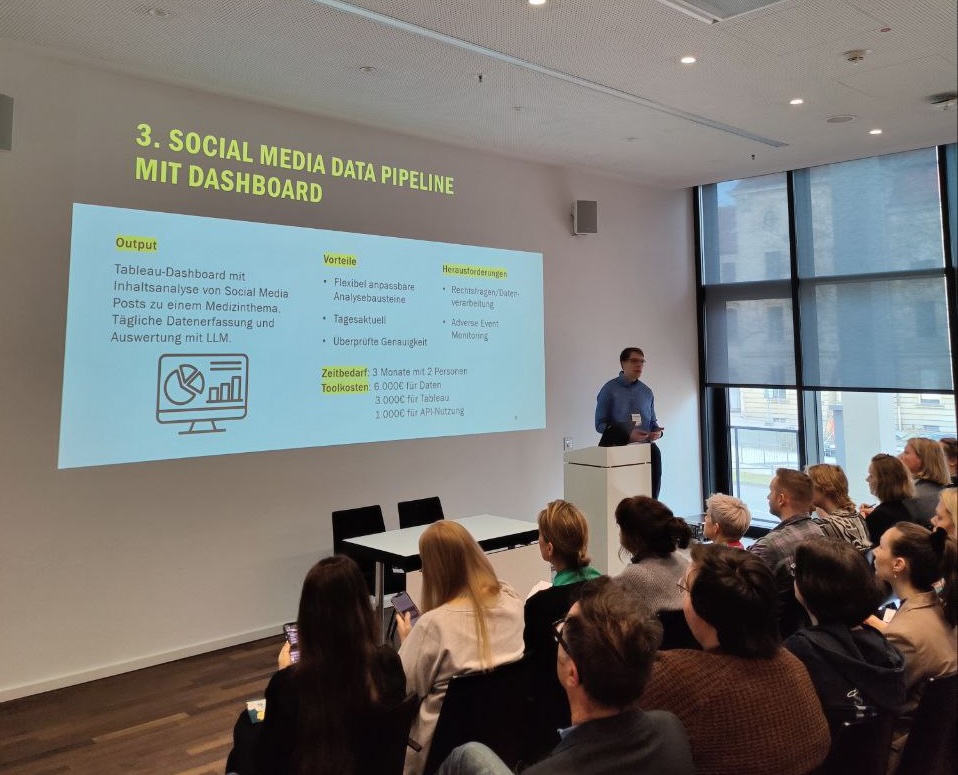 3. SOCIAL MEDIA DATA PIPELINE
MIT DASHBOARD
Output
Tableau-Dashboard mit
Inhaltsanalyse von Social Media
Posts zu einem Medizinthema.
Tägliche Datenerfassung und
Auswertung mit LLM.
Vorteile
• Flexibel anpassbare
Analysebausteine
• Tagesaktuell
• Überprüfte Genauigkeit
Herausforderungen
• Rechtsfragen/Daten-
verarbeitung
• Adverse Event
Monitoring
Zeitbedarf: 3 Monate mit 2 Personen
Toolkosten: 6.000€ für Daten
3.000€ für Tableau
1.000€ für API-Nutzung